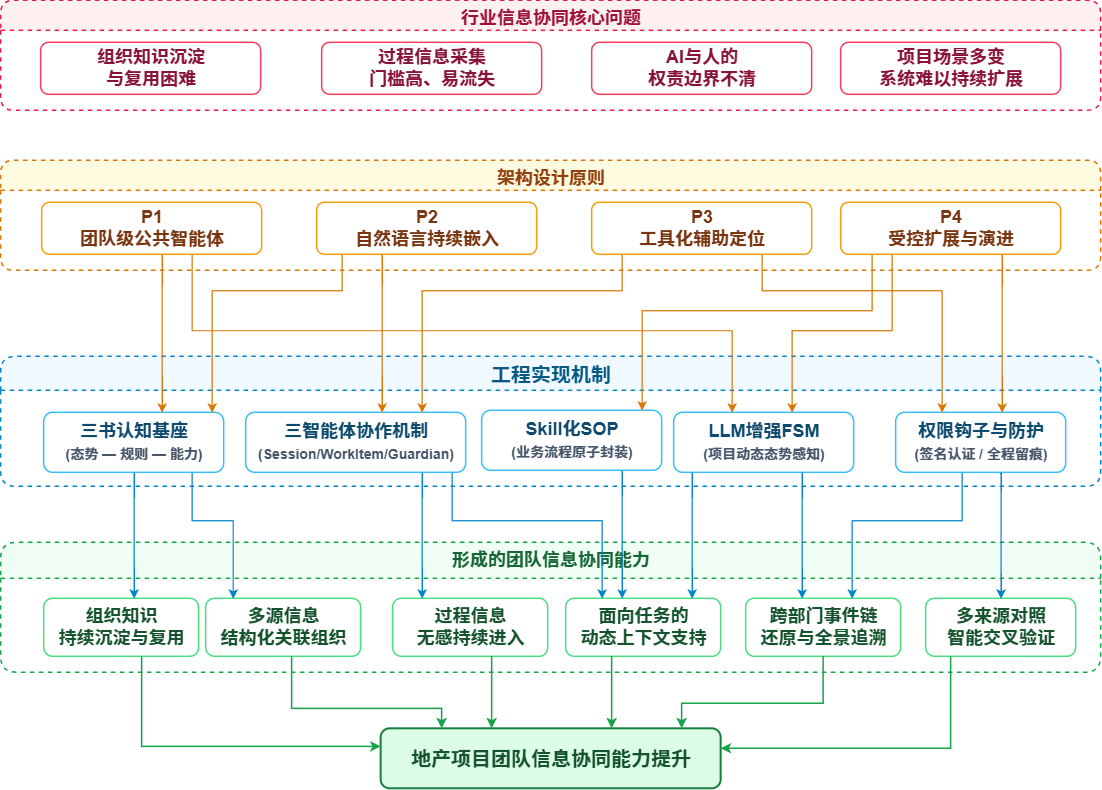 行业信息协同核心问题
组织知识沉淀
与复用困难
过程信息采集
门槛高、易流失
AI与人的
权责边界不清
项目场景多变
系统难以持续扩展
架构设计原则
P1
团队级公共智能体
P2
自然语言持续嵌入
P3
工具化辅助定位
P4
受控扩展与演进
工程实现机制
三书认知基座
(态势 — 规则 — 能力)
三智能体协作机制
(Session/WorkItem/Guardian)
Skill化SOP
(业务流程原子封装)
LLM增强FSM
(项目动态态势感知)
权限钩子与防护
(签名认证 / 全程留痕)
形成的团队信息协同能力
组织知识
持续沉淀与复用
多源信息
结构化关联组织
过程信息
无感持续进入
面向任务的
动态上下文支持
跨部门事件链
还原与全景追溯
多来源对照
智能交叉验证
地产项目团队信息协同能力提升